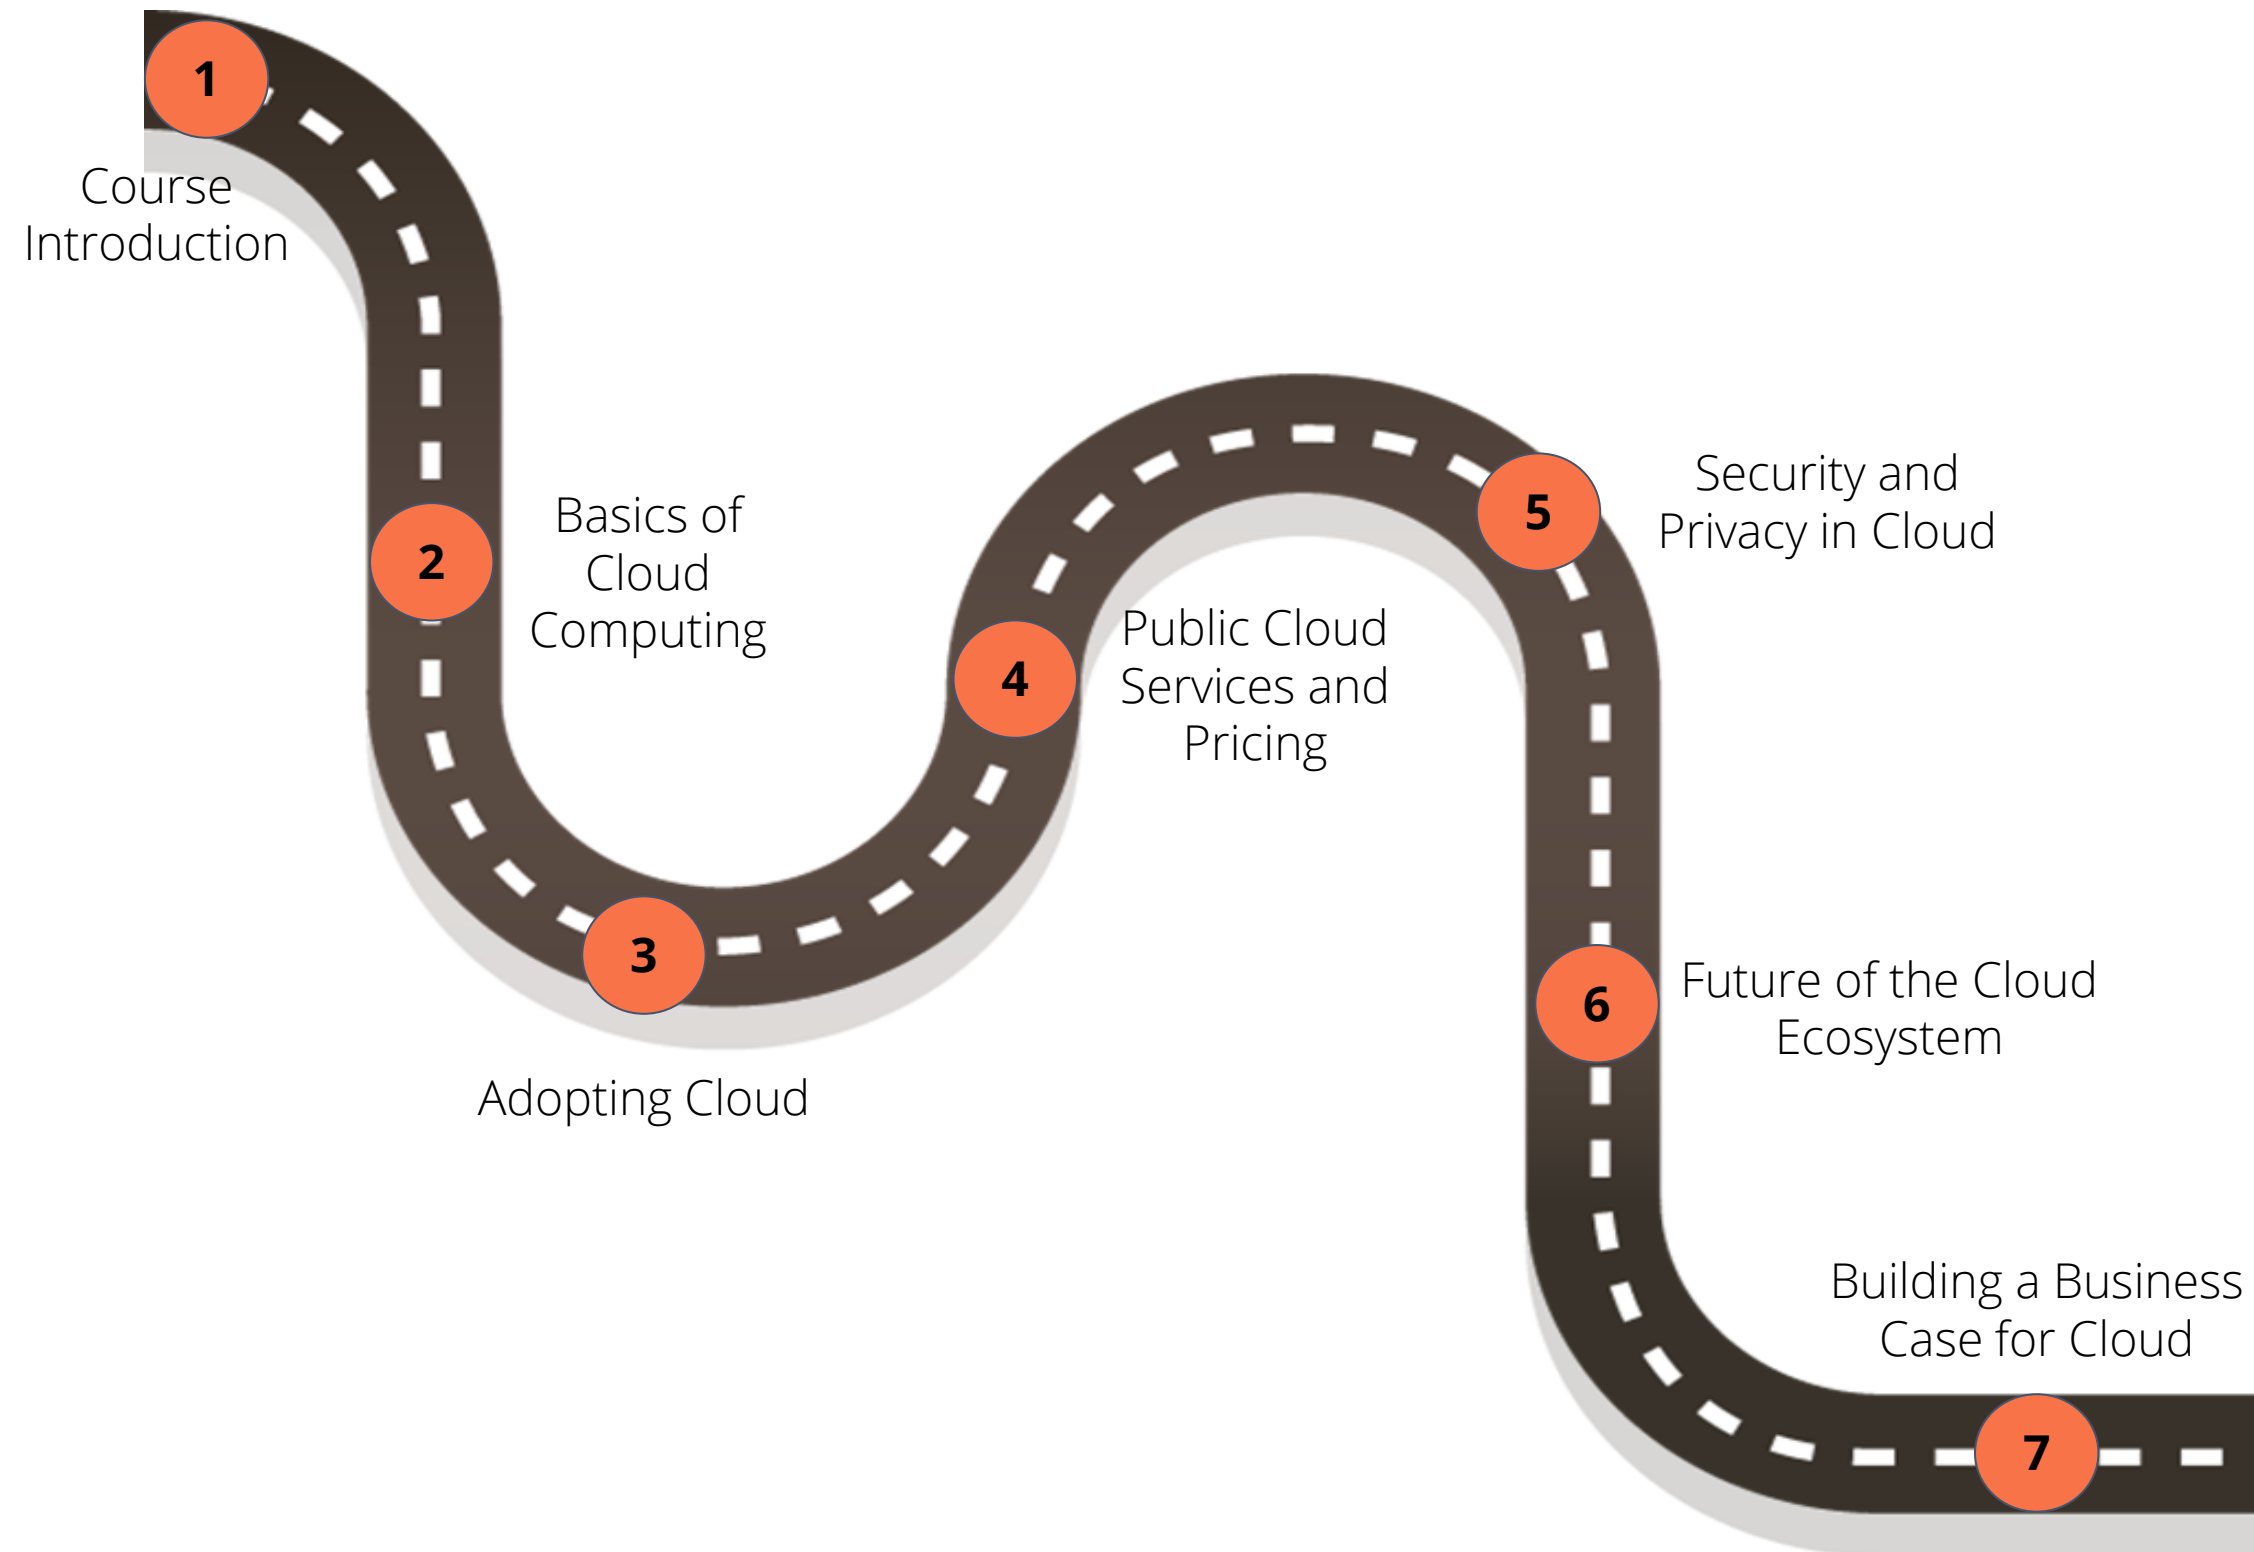 1
Course
Introduction
2
Basics of
Cloud
Computing
3
Adopting Cloud
4
Public Cloud
Services and
Pricing
5
Security and
Privacy in Cloud
6
Future of the Cloud
Ecosystem
Building a Business
Case for Cloud
7